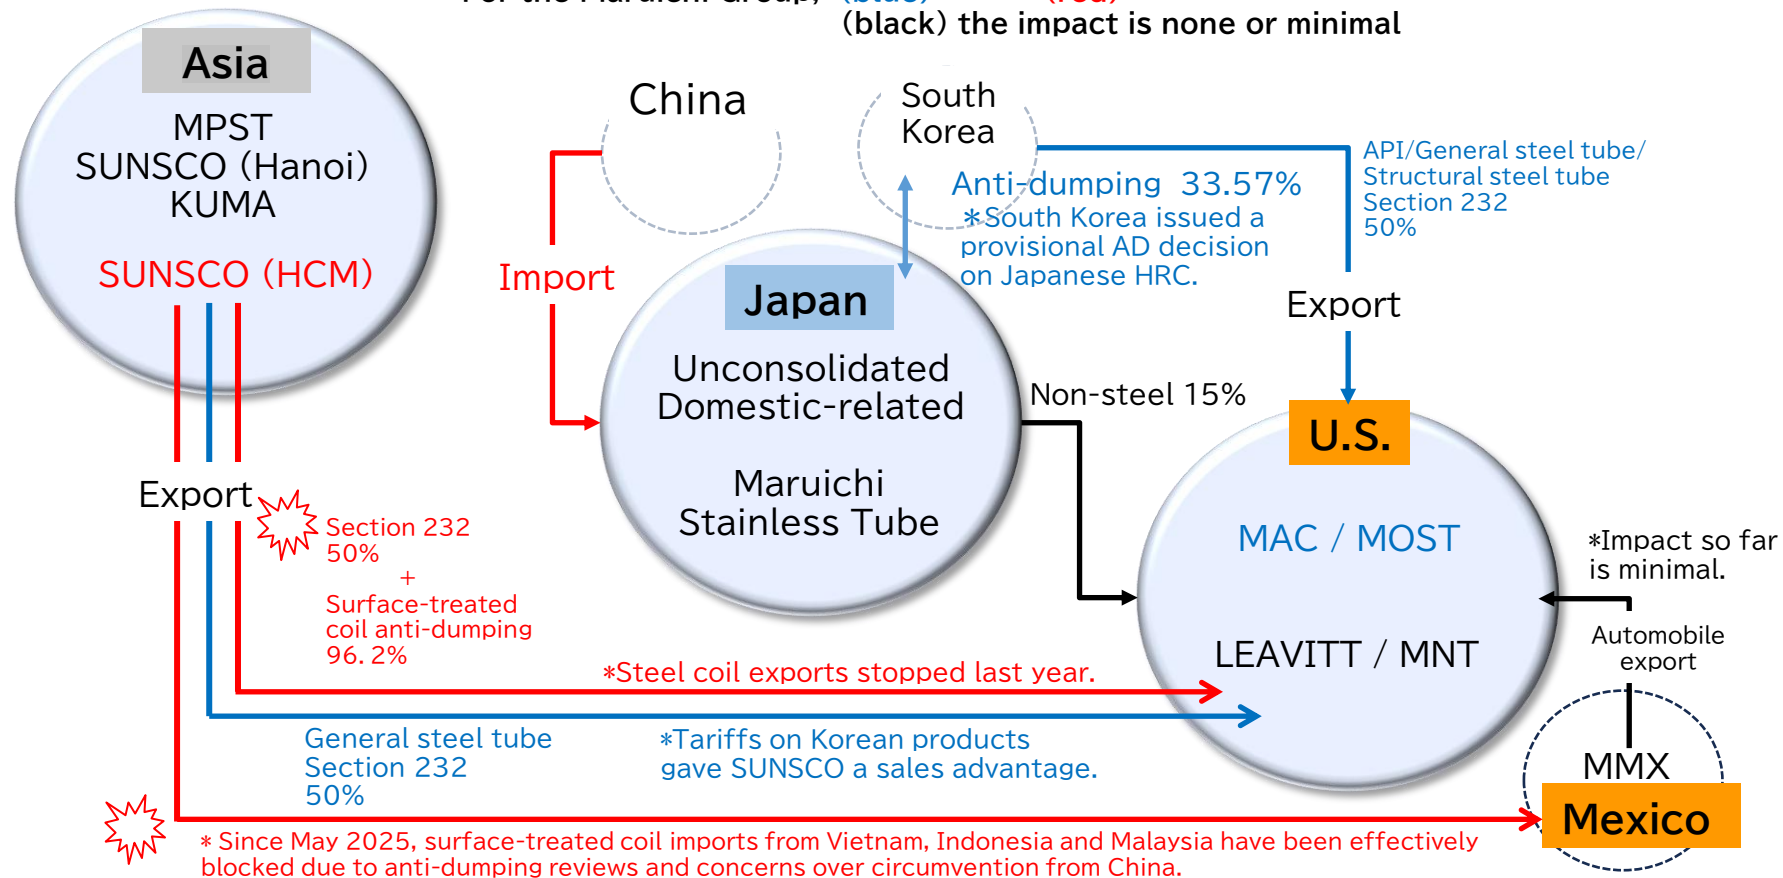 (black) the impact is none or minimal
Asia
MPST
SUNSCO (Hanoi)
KUMA
SUNSCO (HCM)
China
South
Korea
API/General steel tube/
Structural steel tube
Section 232
50%
Anti-dumping 33.57%
*South Korea issued a
provisional AD decision
on Japanese HRC.
Import
Export
Japan
Unconsolidated
Domestic-related
Maruichi
Stainless Tube
Non-steel 15%
U.S.
MAC / MOST
LEAVITT / MNT
*Impact so far
is minimal.
Automobile
export
MMX
Mexico
Export
Section 232
50%
+
Surface-treated
coil anti-dumping
96.2%
*Steel coil exports stopped last year.
General steel tube
Section 232
50%
*Tariffs on Korean products
gave SUNSCO a sales advantage.
* Since May 2025, surface-treated coil imports from Vietnam, Indonesia and Malaysia have been effectively
blocked due to anti-dumping reviews and concerns over circumvention from China.